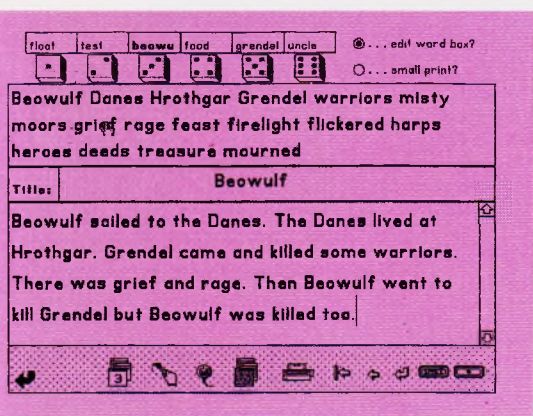 float test beowu food grendel uncle ... edit word box?
... small print?
Beowulf Danes Hrothgar Grendel warriors misty
moors grief rage feast firelight flickered harps
heroes deeds treasure mourned
Title: Beowulf
Beowulf sailed to the Danes. The Danes lived at
Hrothgar. Grendel came and killed some warriors.
There was grief and rage. Then Beowulf went to
kill Grendel but Beowulf was killed too.
3